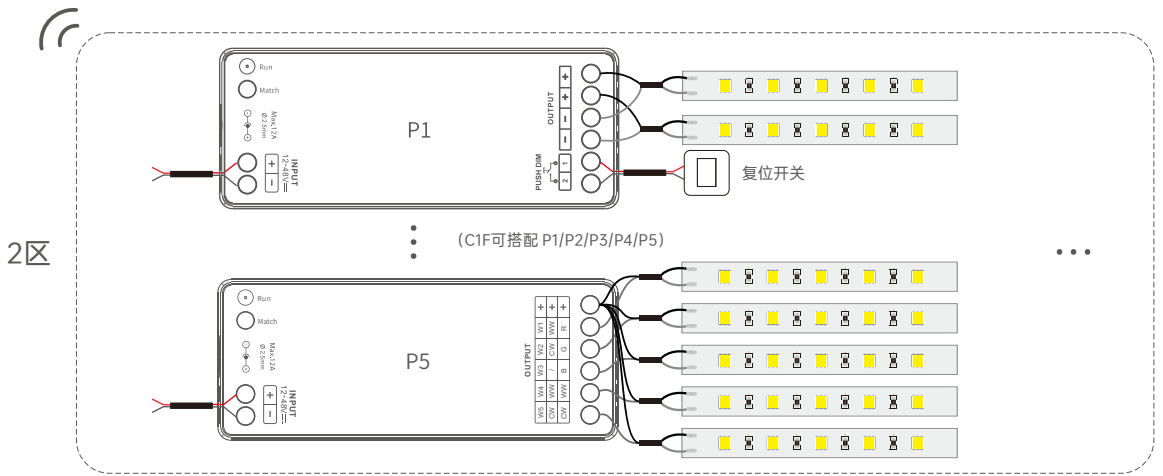 Run
Match
Max.12A
Ø2.5mm
+
−
INPUT
12~48V
P1
OUTPUT
+
+
−
−
PUSH DIM
1
2
复位开关
2区
(C1F可搭配 P1/P2/P3/P4/P5)
Run
Match
Max.12A
Ø2.5mm
+
−
INPUT
12~48V
P5
OUTPUT
+ + +
W1 WW R
W2 CW G
W3 / B
W4 WW WW
W5 CW CW